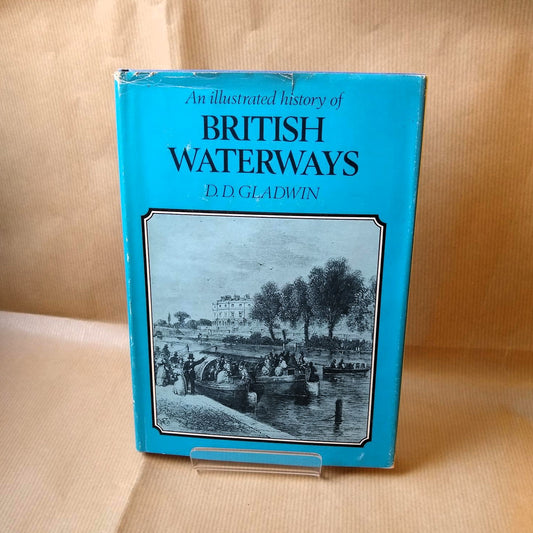 An illustrated history of
BRITISH
WATERWAYS
D. D. GLADWIN